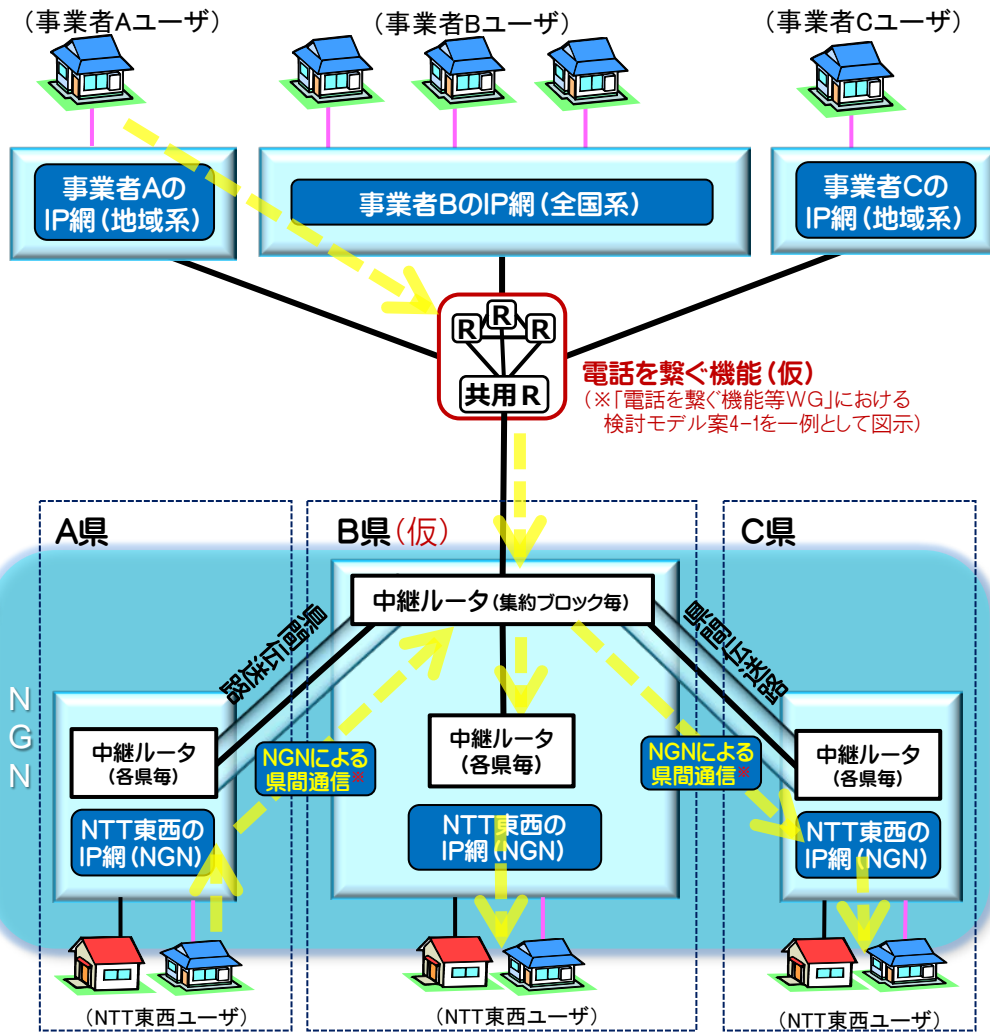 (事業者Aユーザ)
(事業者Bユーザ)
(事業者Cユーザ)
事業者Aの
IP網(地域系)
事業者BのIP網(全国系)
事業者Cの
IP網(地域系)
R
R
R
共用R
電話を繋ぐ機能(仮)
(※「電話を繋ぐ機能等WG」における
検討モデル案4-1を一例として図示)
A県
B県(仮)
C県
中継ルータ(集約ブロック毎)
県間伝送路
県間伝送路
NGN
中継ルータ
(各県毎)
NGNによる
県間通信※
中継ルータ
(各県毎)
NGNによる
県間通信※
中継ルータ
(各県毎)
NTT東西の
IP網(NGN)
NTT東西の
IP網(NGN)
NTT東西の
IP網(NGN)
(NTT東西ユーザ)
(NTT東西ユーザ)
(NTT東西ユーザ)